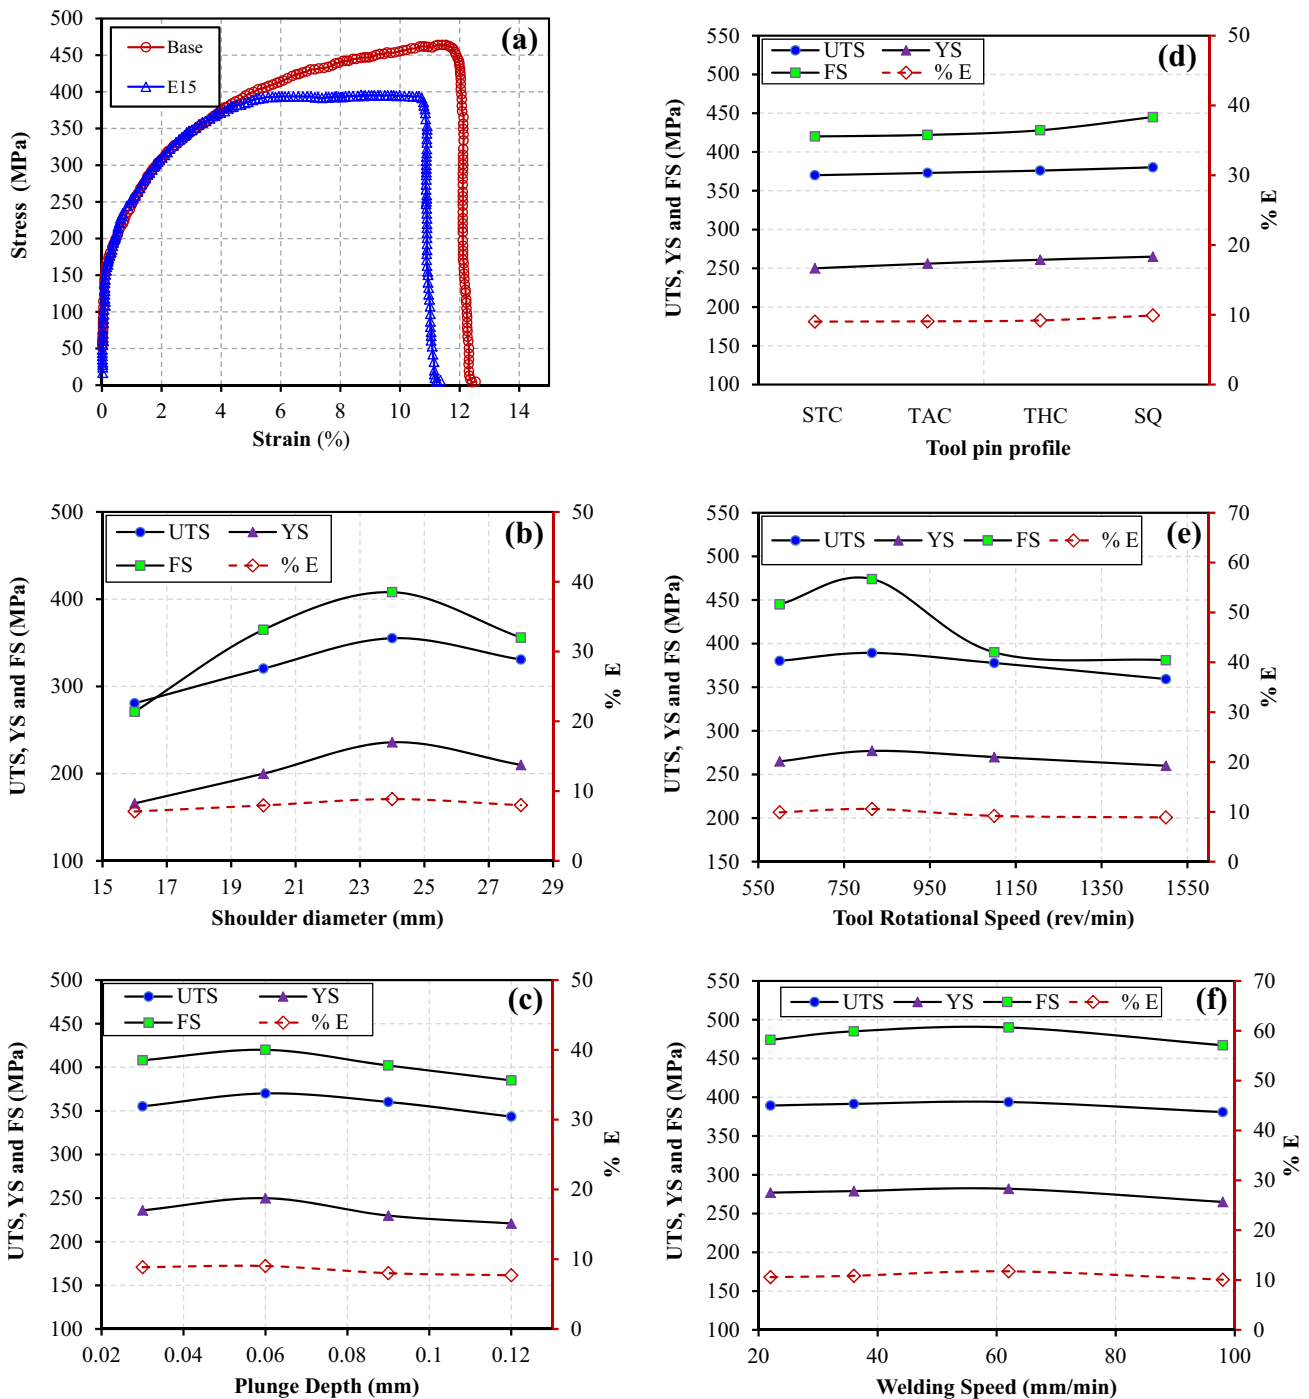 (a)
Base
E15
500
450
400
350
300
250
200
150
100
50
0
0 2 4 6 8 10 12 14
Stress (MPa)
Strain (%)
(d)
UTS YS
FS % E
550
500
450
400
350
300
250
200
150
100
50
40
30
20
10
0
UTS, YS and FS (MPa)
% E
STC TAC THC SQ
Tool pin profile
(b)
UTS YS
FS % E
500
400
300
200
100
50
40
30
20
10
0
UTS, YS and FS (MPa)
% E
15 17 19 21 23 25 27 29
Shoulder diameter (mm)
(e)
UTS YS FS % E
550
500
450
400
350
300
250
200
150
70
60
50
40
30
20
10
0
UTS, YS and FS (MPa)
% E
550 750 950 1150 1350 1550
Tool Rotational Speed (rev/min)
(c)
UTS YS
FS % E
500
450
400
350
300
250
200
150
100
50
40
30
20
10
0
UTS, YS and FS (MPa)
% E
0.02 0.04 0.06 0.08 0.1 0.12
Plunge Depth (mm)
(f)
UTS YS FS % E
550
500
450
400
350
300
250
200
150
100
70
60
50
40
30
20
10
0
UTS, YS and FS (MPa)
% E
20 40 60 80 100
Welding Speed (mm/min)